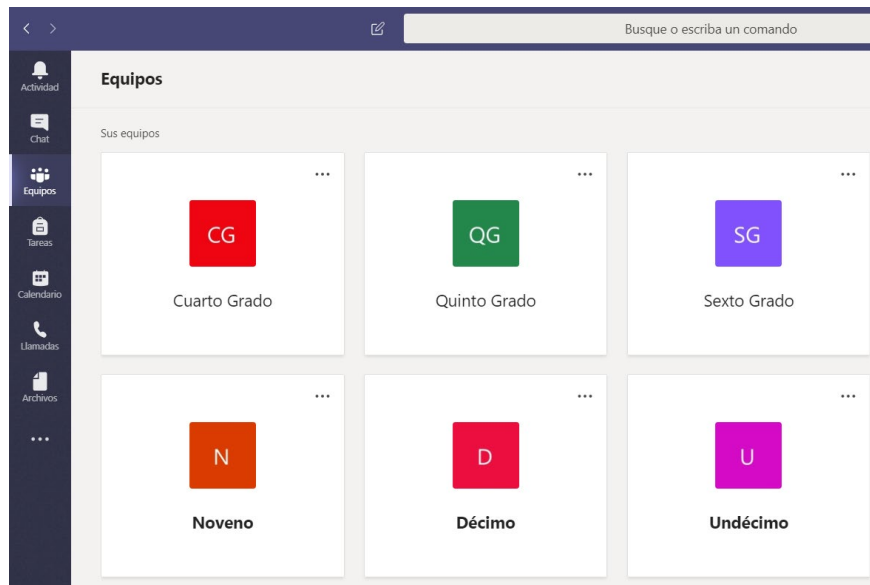 Busque o escriba un comando
Actividad
Chat
Equipos
Tareas
Calendario
Llamadas
Archivos
Equipos
Sus equipos
CG
Cuarto Grado
QG
Quinto Grado
SG
Sexto Grado
N
Noveno
D
Décimo
U
Undécimo